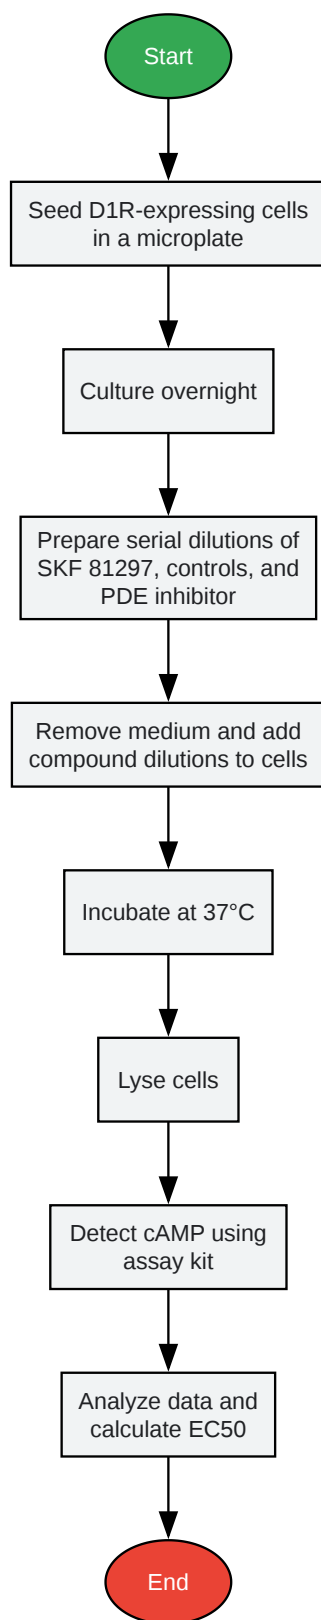 Start
Seed D1R-expressing cells
in a microplate
Culture overnight
Prepare serial dilutions of
SKF 81297, controls, and
PDE inhibitor
Remove medium and add
compound dilutions to cells
Incubate at 37°C
Lyse cells
Detect cAMP using
assay kit
Analyze data and
calculate EC50
End